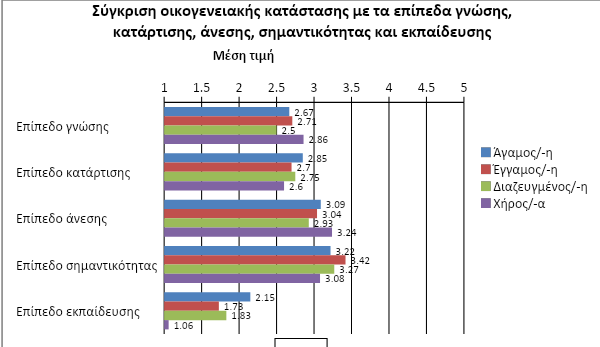 Σύγκριση οικογενειακής κατάστασης με τα επίπεδα γνώσης,
κατάρτισης, άνεσης, σημαντικότητας και εκπαίδευσης
Μέση τιμή
1 1.5 2 2.5 3 3.5 4 4.5 5
Επίπεδο γνώσης
2.67
2.71
2.5
2.86
Επίπεδο κατάρτισης
2.85
2.7
2.75
2.6
Επίπεδο άνεσης
3.09
3.04
2.93
3.24
Επίπεδο σημαντικότητας
3.22
3.42
3.27
3.08
Επίπεδο εκπαίδευσης
2.15
1.73
1.83
1.06
Άγαμος/-η
Έγγαμος/-η
Διαζευγμένος/-η
Χήρος/-α